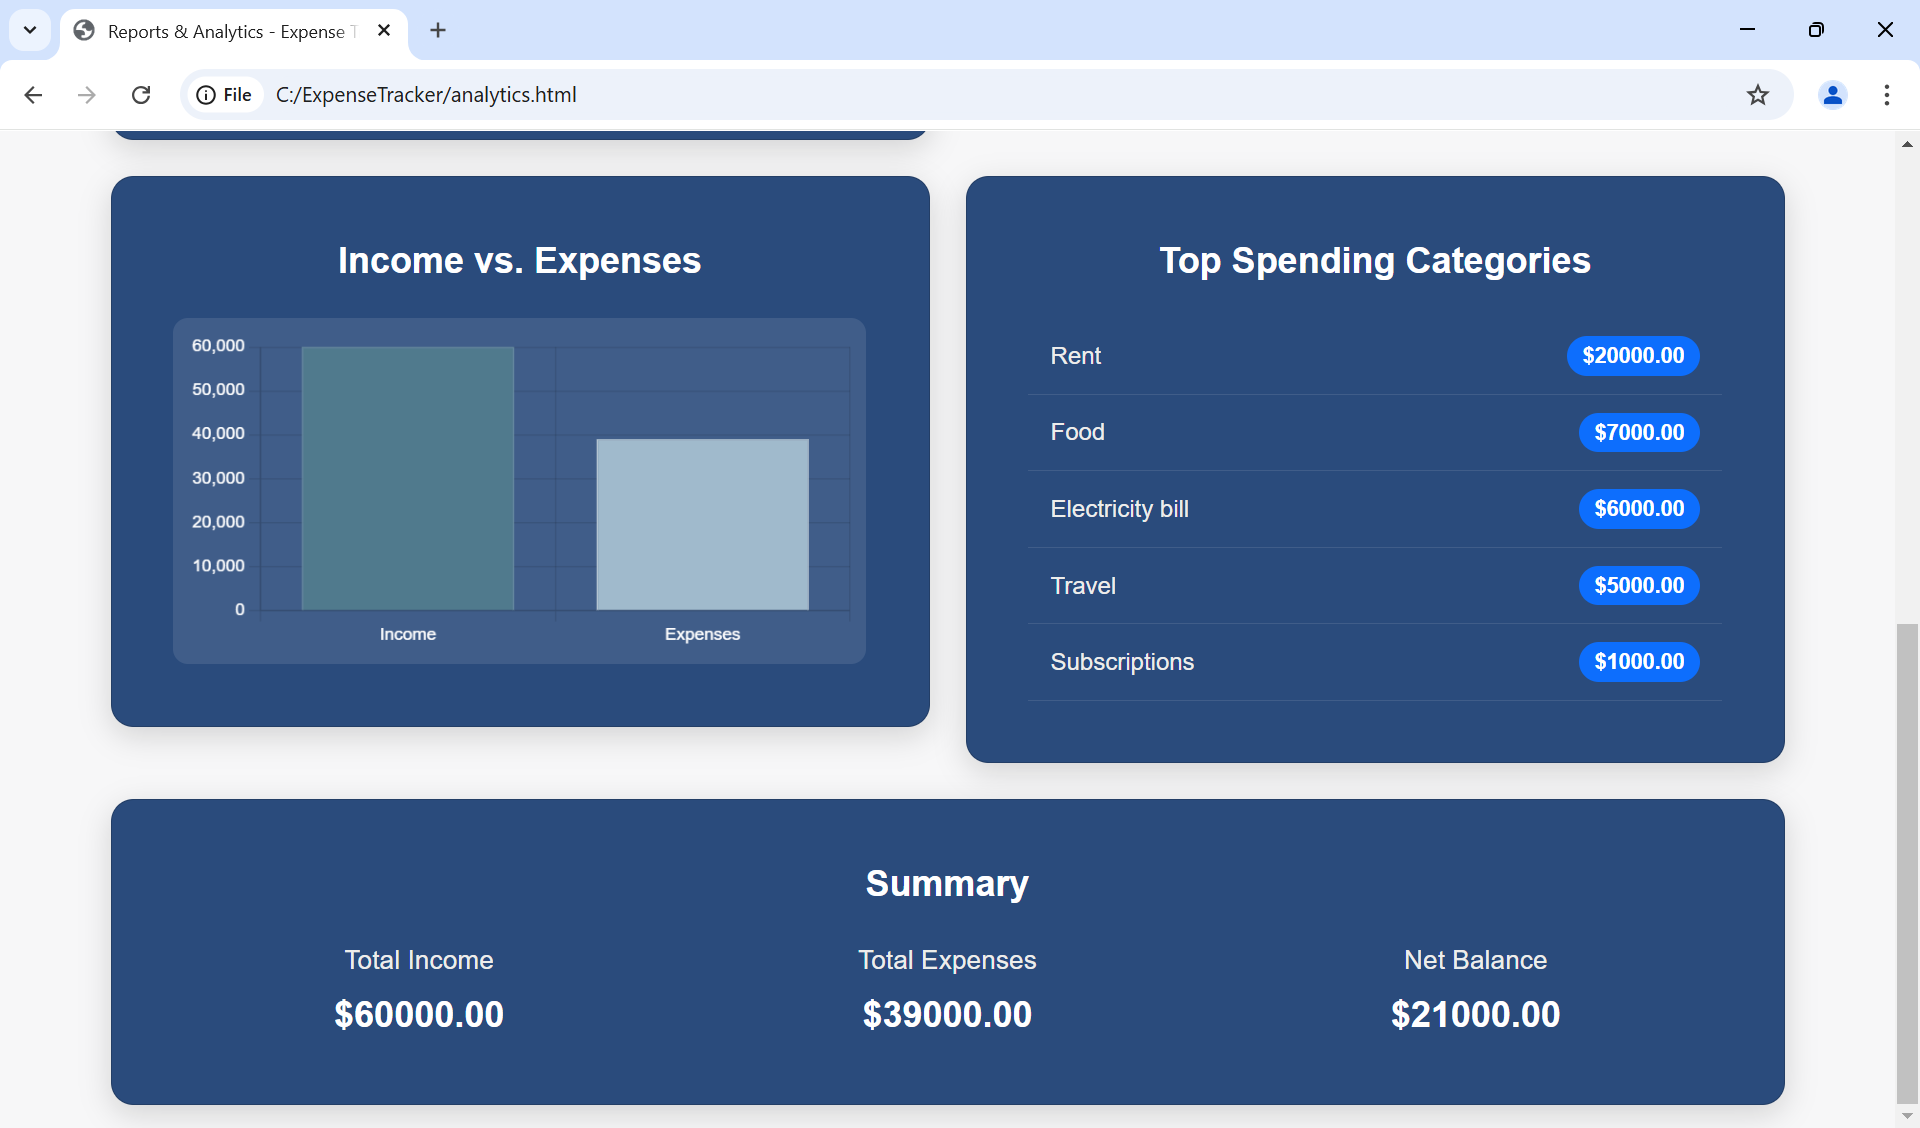 Reports & Analytics - Expense T
File
C:/ExpenseTracker/analytics.html
Income vs. Expenses
60,000
50,000
40,000
30,000
20,000
10,000
0
Income
Expenses
Top Spending Categories
Rent $20000.00
Food $7000.00
Electricity bill $6000.00
Travel $5000.00
Subscriptions $1000.00
Summary
Total Income
$60000.00
Total Expenses
$39000.00
Net Balance
$21000.00